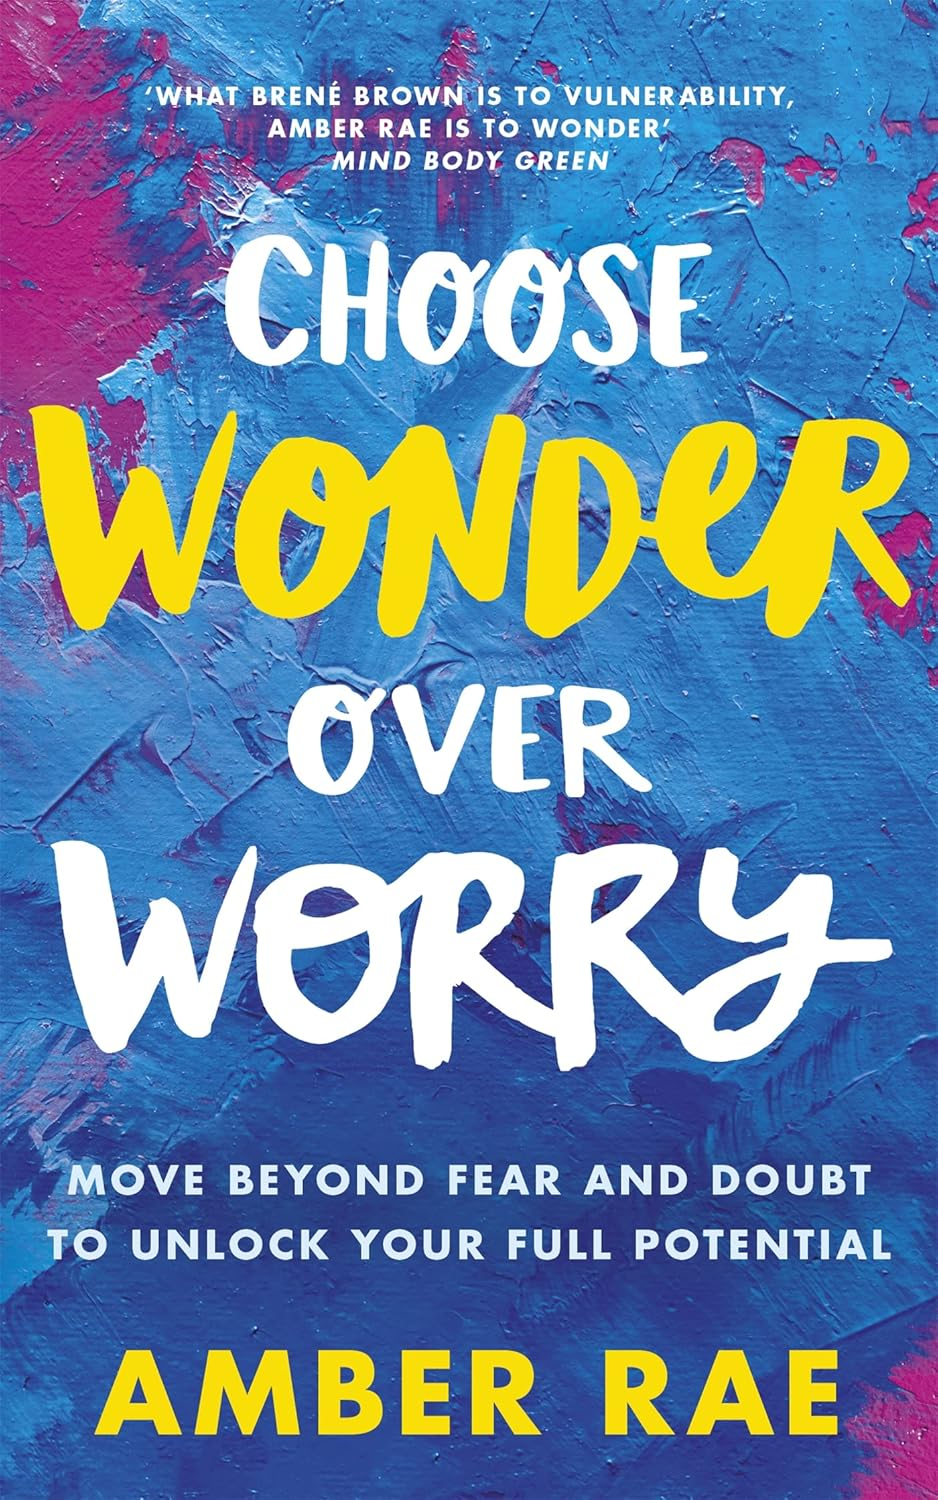 ‘WHAT BRENÉ BROWN IS TO VULNERABILITY,
AMBER RAE IS TO WONDER’
MIND BODY GREEN
CHOOSE
WONDER
OVER
WORRY
MOVE BEYOND FEAR AND DOUBT
TO UNLOCK YOUR FULL POTENTIAL
AMBER RAE